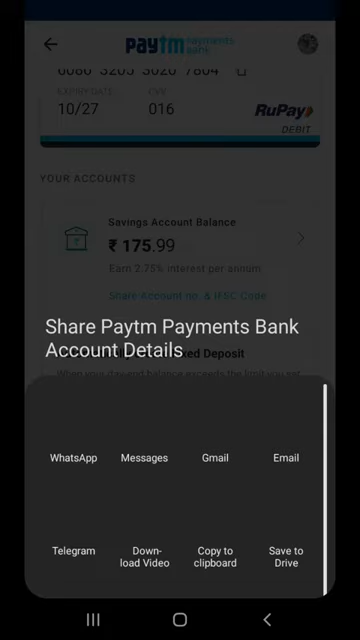 paytm payments
bank
EXPIRY DATE CVV
10/27 016
RuPay
DEBIT
YOUR ACCOUNTS
Savings Account Balance
₹ 175.99
Earn 2.75% interest per annum
Share Account no. & IFSC Code
Share Paytm Payments Bank
Account Details
xed Deposit
WhatsApp Messages Gmail Email
Telegram Down- Copy to Save to
load Video clipboard Drive